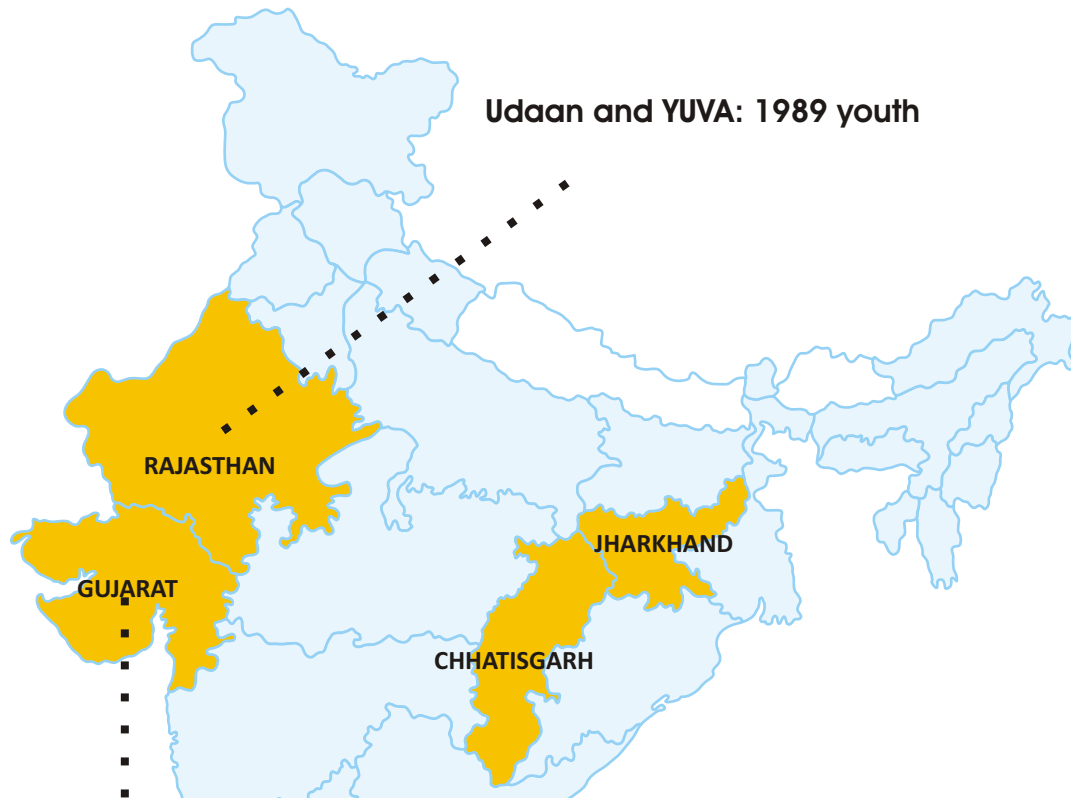 Udaan and YUVA: 1989 youth
RAJASTHAN
JHARKHAND
GUJARAT
CHHATISGARH